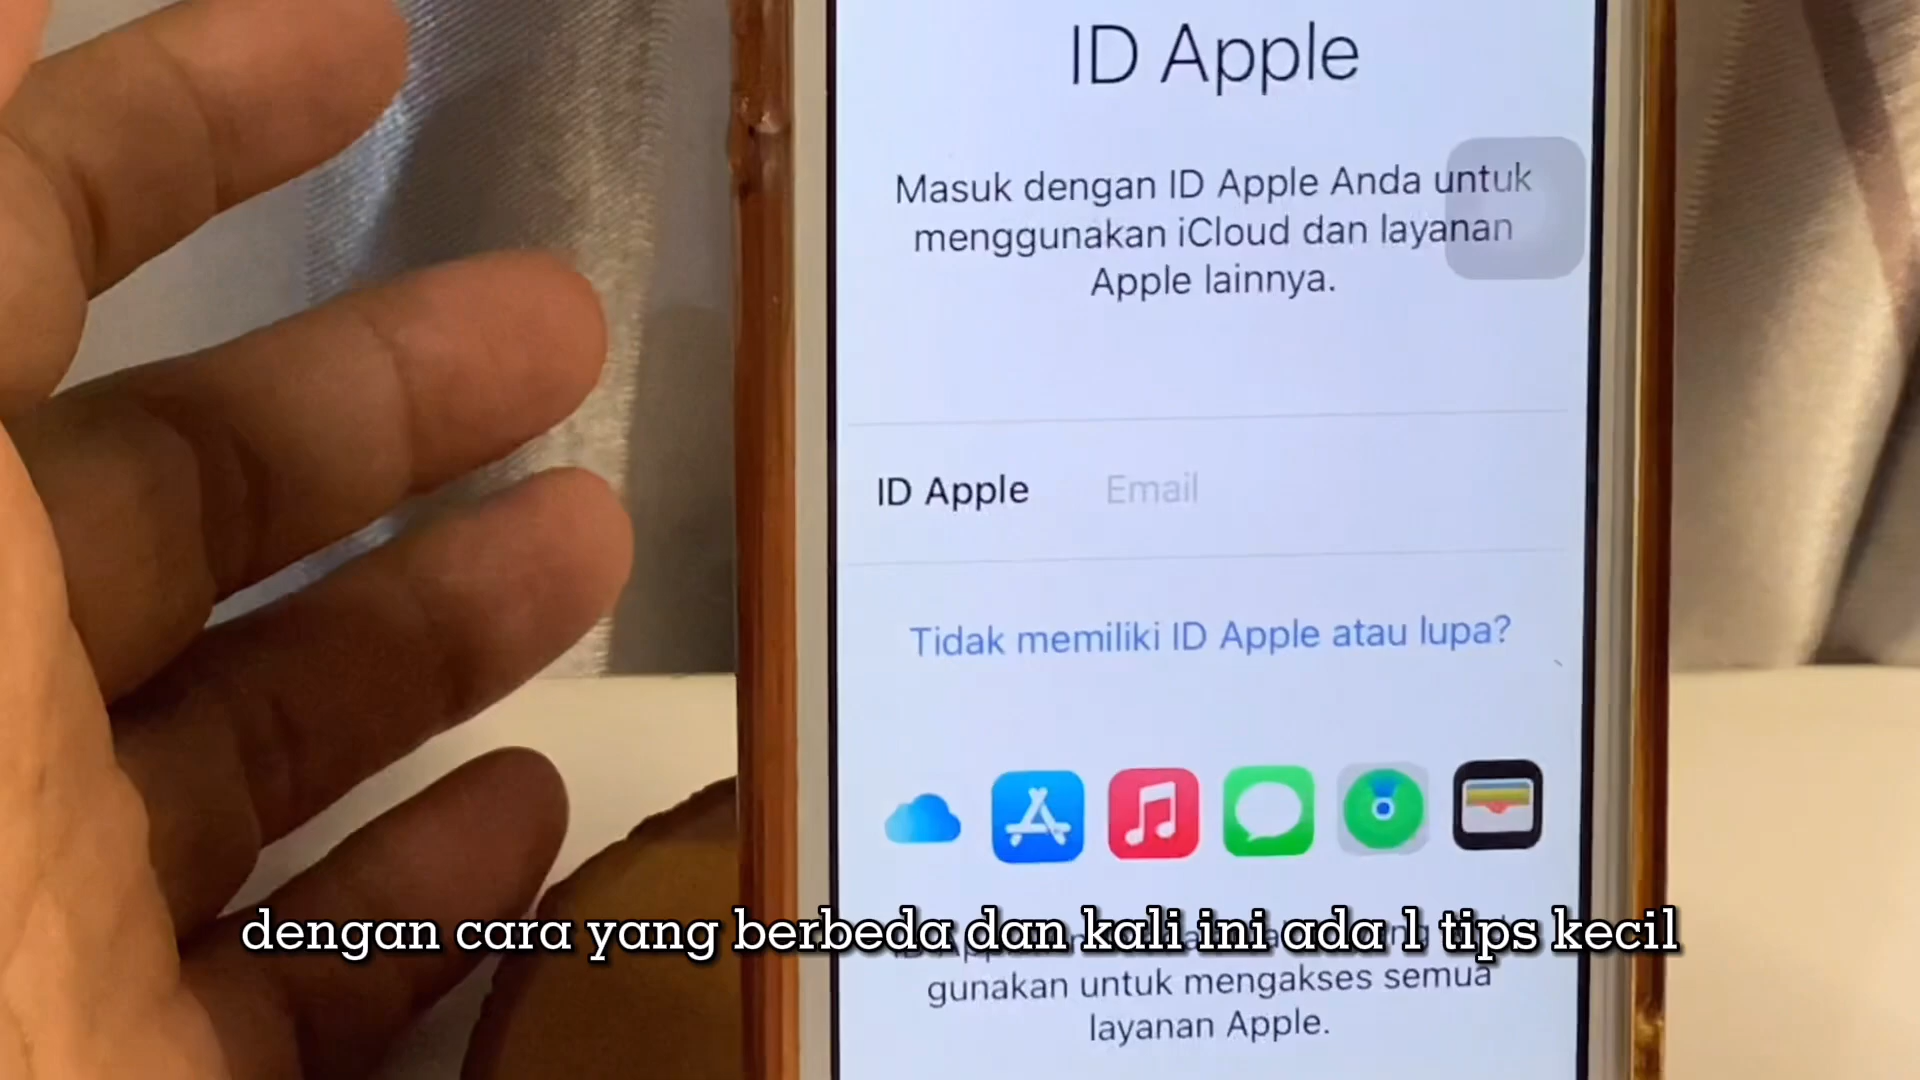 ID Apple
Masuk dengan ID Apple Anda untuk
menggunakan iCloud dan layanan
Apple lainnya.
ID Apple Email
Tidak memiliki ID Apple atau lupa?
dengan cara yang berbeda dan kali ini ada 1 tips kecil
gunakan untuk mengakses semua
layanan Apple.